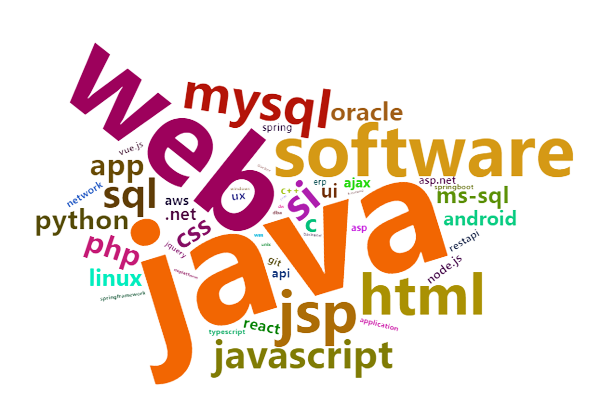 web
mysql
oracle
spring
software
vue.js
app
network
sql
aws
ux
c++
erp
ui
ajax
asp.net
springboot
ms-sql
si
python
.net
css
c
asp
android
php
jquery
java
git
api
restapi
node.js
linux
springframework
html
jsp
typescript
react
application
javascript